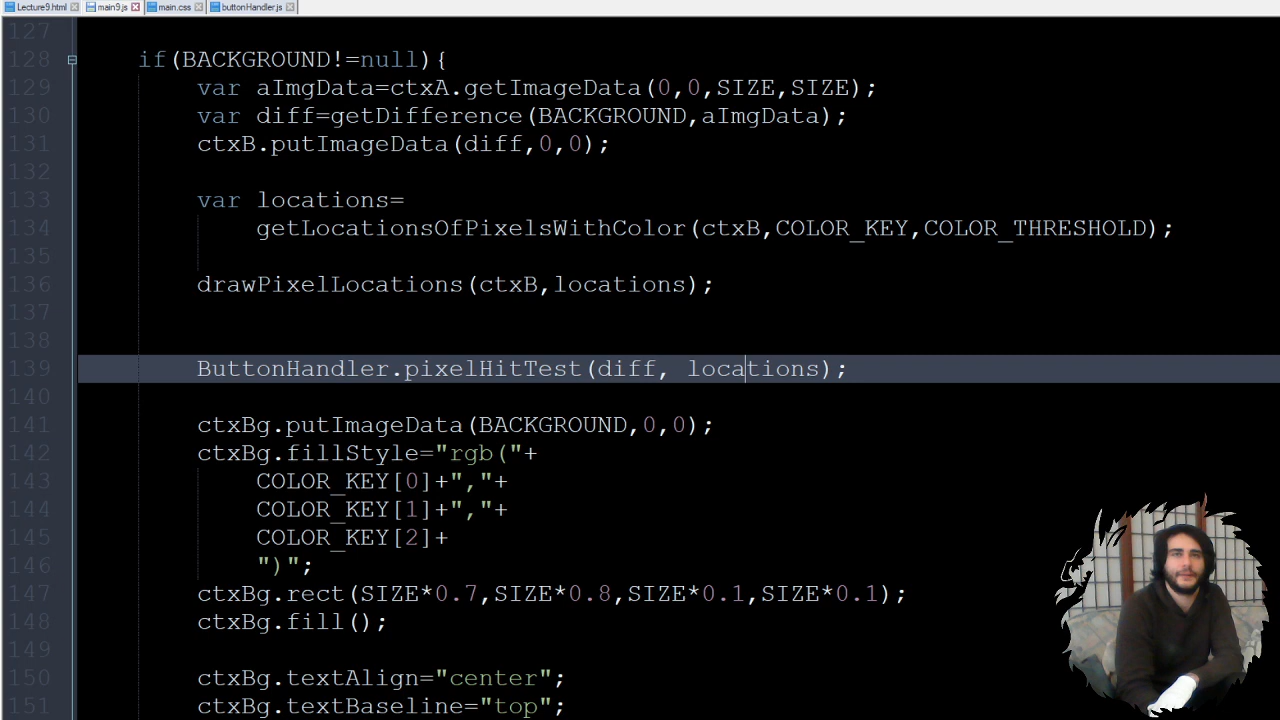 Lecture9.html main9.js main.css buttonHandler.js
127
128 if(BACKGROUND!=null){
129 var aImgData=ctxA.getImageData(0,0,SIZE,SIZE);
130 var diff=getDifference(BACKGROUND,aImgData);
131 ctxB.putImageData(diff,0,0);
132
133 var locations=
134 getLocationsOfPixelsWithColor(ctxB,COLOR_KEY,COLOR_THRESHOLD);
135
136 drawPixelLocations(ctxB,locations);
137
138
139 ButtonHandler.pixelHitTest(diff, locations);
140
141 ctxBg.putImageData(BACKGROUND,0,0);
142 ctxBg.fillStyle="rgb("+
143 COLOR_KEY[0]+","+
144 COLOR_KEY[1]+","+
145 COLOR_KEY[2]+
146 ")";
147 ctxBg.rect(SIZE*0.7,SIZE*0.8,SIZE*0.1,SIZE*0.1);
148 ctxBg.fill();
149
150 ctxBg.textAlign="center";
151 ctxBg.textBaseline="top";